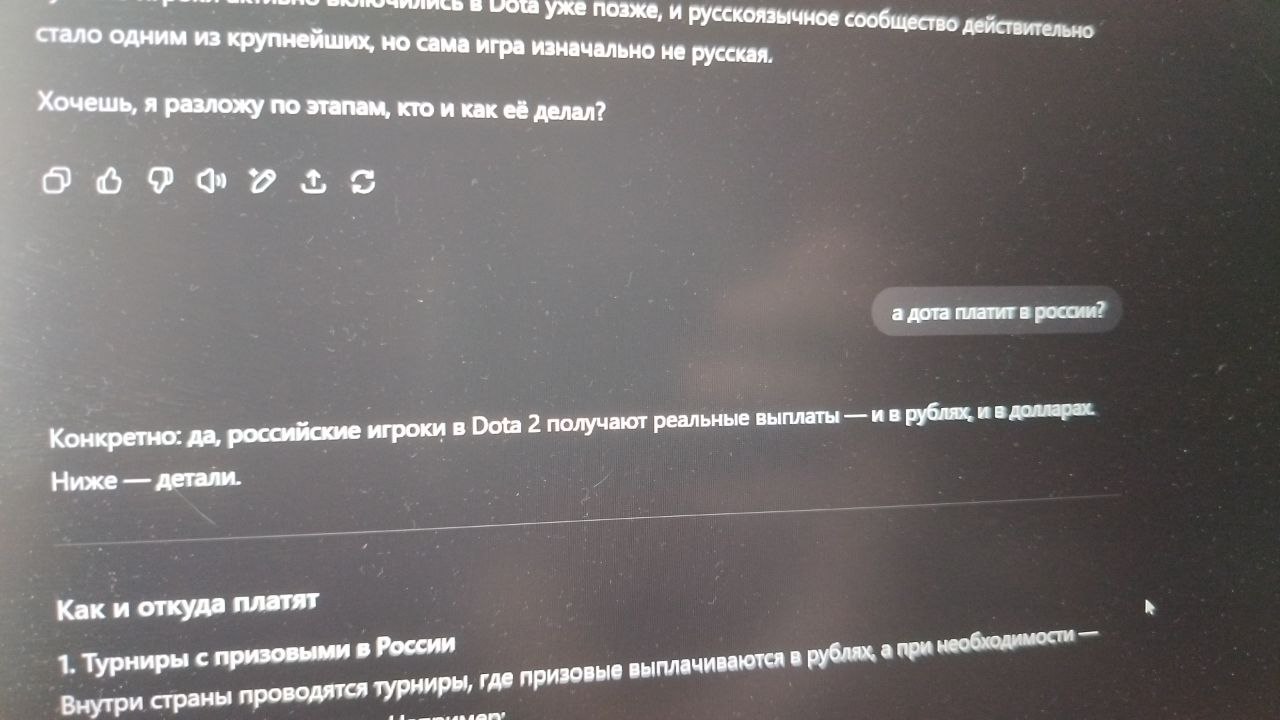 активно включились в Dota уже позже, и русскоязычное сообщество действительно
стало одним из крупнейших, но сама игра изначально не русская.
Хочешь, я разложу по этапам, кто и как её делал?
а дота платит в россии?
Конкретно: да, российские игроки в Dota 2 получают реальные выплаты — и в рублях, и в долларах.
Ниже — детали.
Как и откуда платят
1. Турниры с призовыми в России
Внутри страны проводятся турниры, где призовые выплачиваются в рублях, а при необходимости —
Например: